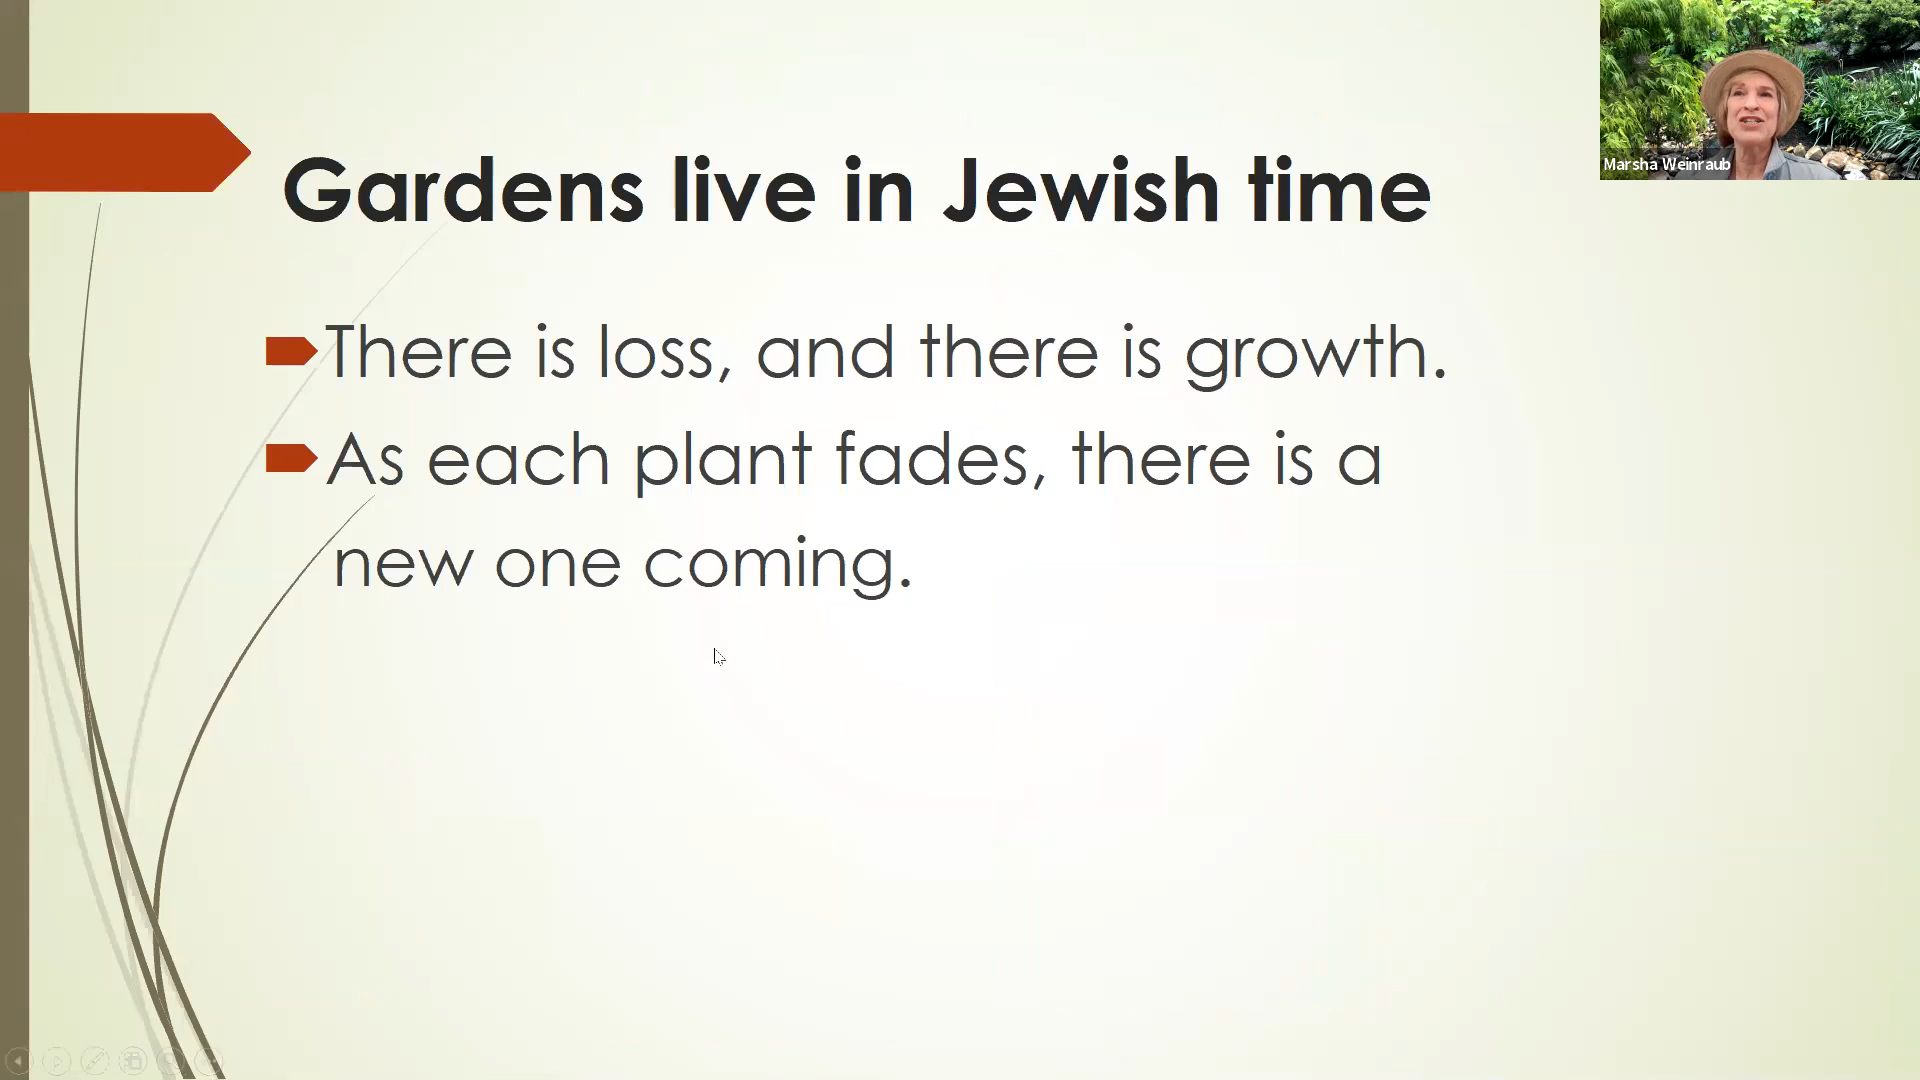 Marsha Weinraub
Gardens live in Jewish time
There is loss, and there is growth.
As each plant fades, there is a
new one coming.